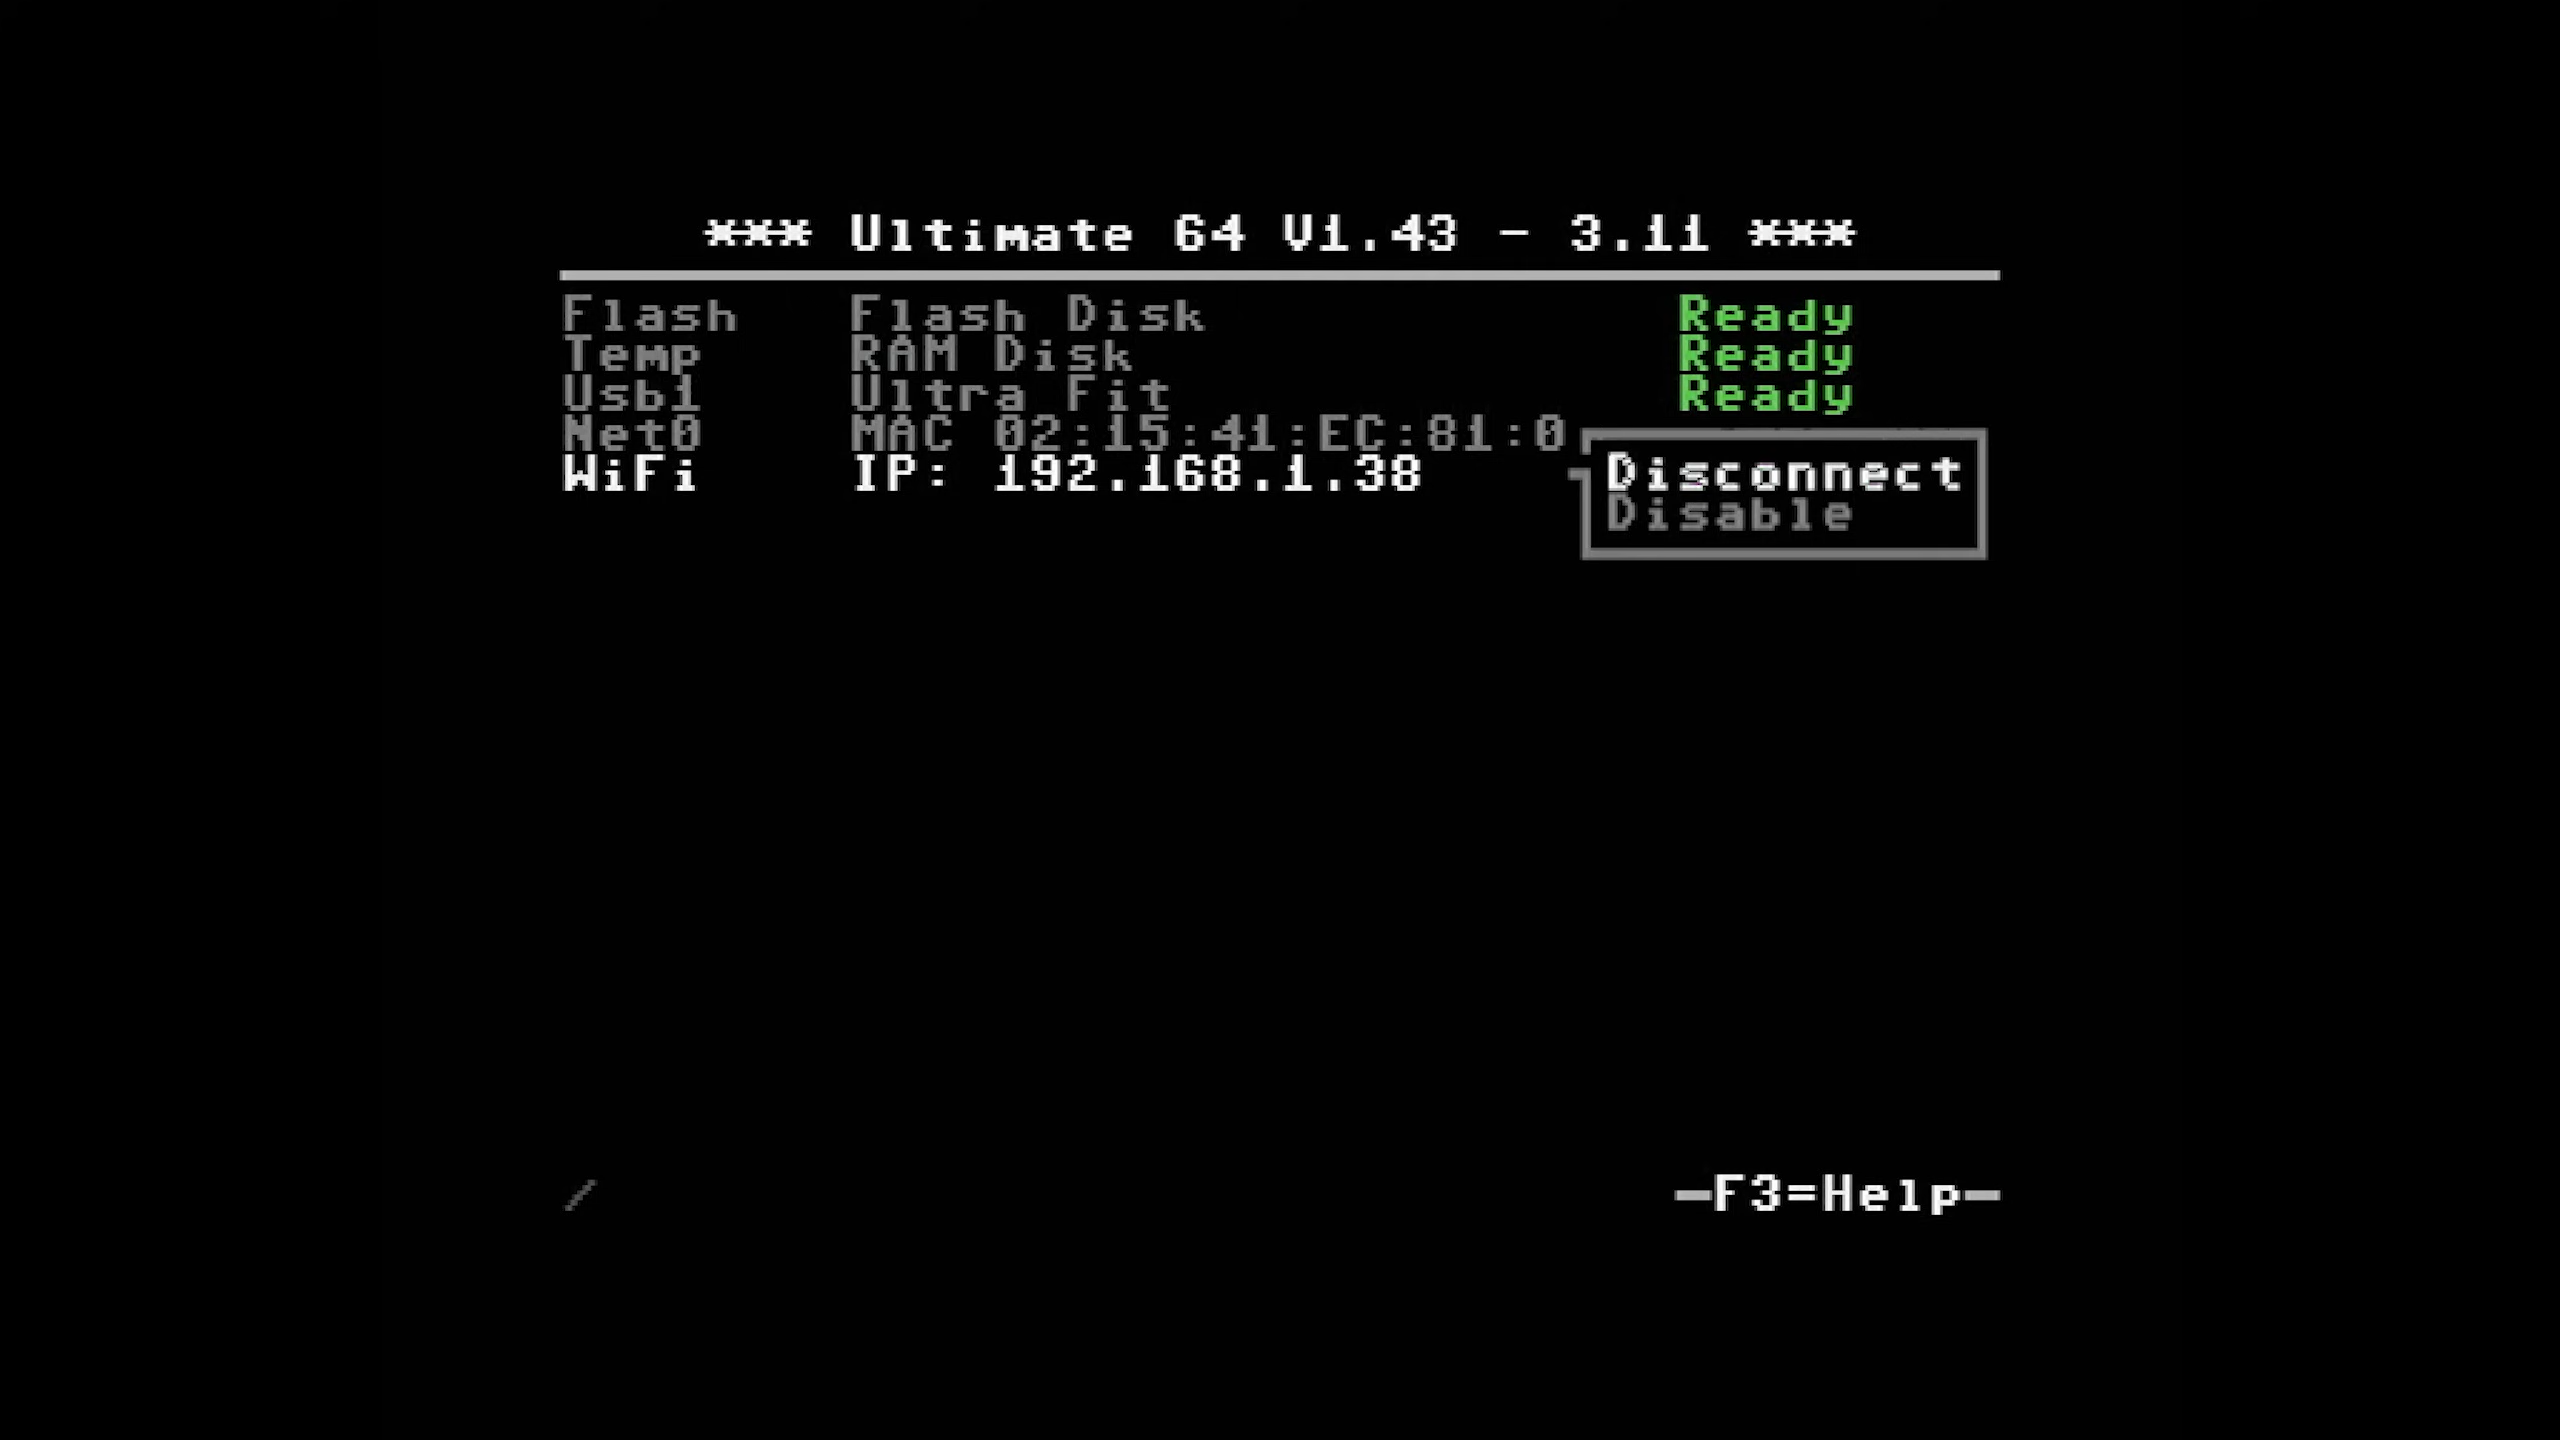 *** Ultimate 64 V1.43 - 3.11 ***
Flash Flash Disk Ready
Temp RAM Disk Ready
Usb1 Ultra Fit Ready
Net0 MAC 02:15:41:EC:81:0
WiFi IP: 192.168.1.38 Disconnect
Disable
/ F3=Help